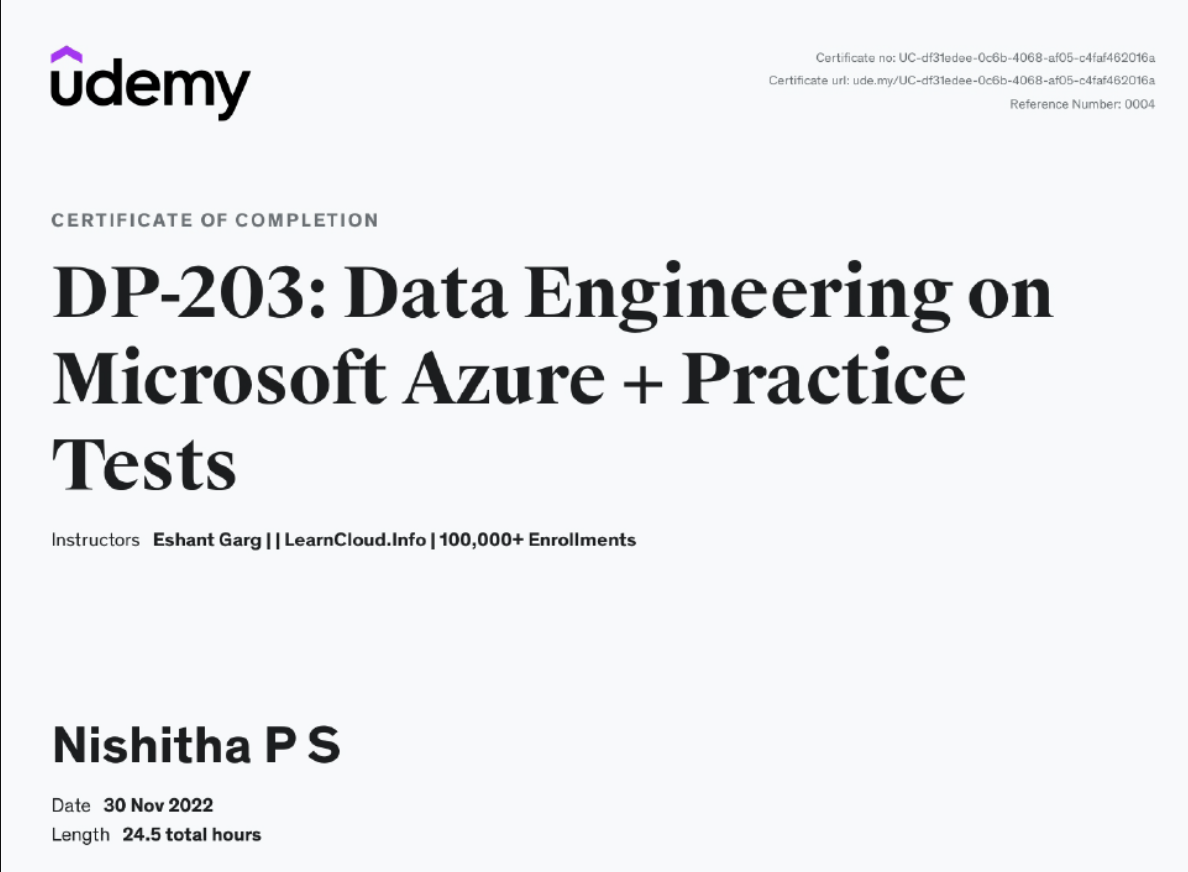 udemy
Certificate no: UC-df31edee-0c6b-4068-af05-c4faf462016a
Certificate url: ude.my/UC-df31edee-0c6b-4068-af05-c4faf462016a
Reference Number: 0004
CERTIFICATE OF COMPLETION
DP-203: Data Engineering on
Microsoft Azure + Practice
Tests
Instructors Eshant Garg | | LearnCloud.Info | 100,000+ Enrollments
Nishitha P S
Date 30 Nov 2022
Length 24.5 total hours